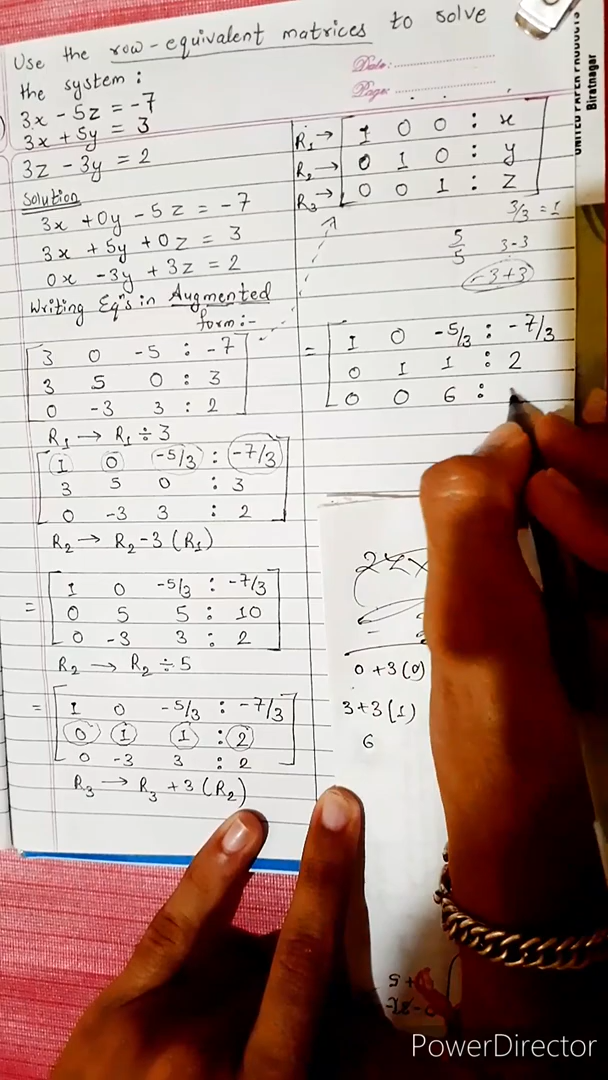 Use the row-equivalent matrices to solve
the system:
3x - 5z = -7
3x + 5y = 3
3z - 3y = 2
Solution
3x + 0y - 5z = -7
3x + 5y + 0z = 3
0x - 3y + 3z = 2
Writing Eqns in Augmented
form:-
3 0 -5 : -7
3 5 0 : 3
0 -3 3 : 2
R1 → R1 ÷ 3
1 0 -5/3 : -7/3
3 5 0 : 3
0 -3 3 : 2
R2 → R2 - 3 (R1)
= 1 0 -5/3 : -7/3
0 5 5 : 10
0 -3 3 : 2
R2 → R2 ÷ 5
= 1 0 -5/3 : -7/3
0 1 1 : 2
0 -3 3 : 2
R3 → R3 + 3 (R2)
Date:
Page:
R1 → 1 0 0 : x
R2 → 0 1 0 : y
R3 → 0 0 1 : z
3/3 = 1
5/5 3-3
-3+3
= 1 0 -5/3 : -7/3
0 1 1 : 2
0 0 6 :
0 + 3 (0)
3 + 3 (1)
6
UNITED PAPER PRODUCTS
Biratnagar
PowerDirector